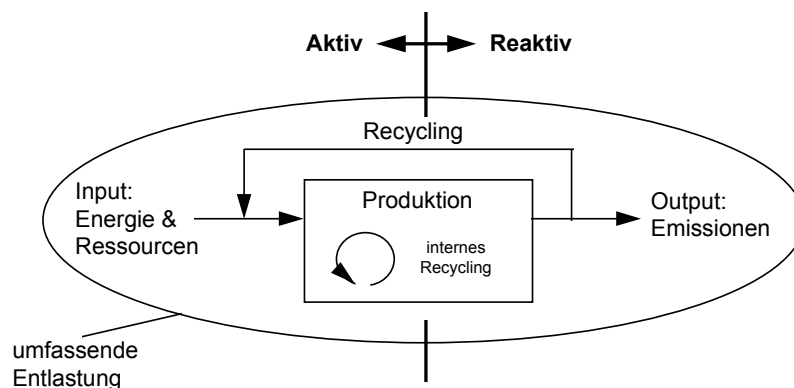 Aktiv
Reaktiv
Recycling
Input:
Energie &
Ressourcen
Produktion
internes
Recycling
Output:
Emissionen
umfassende
Entlastung